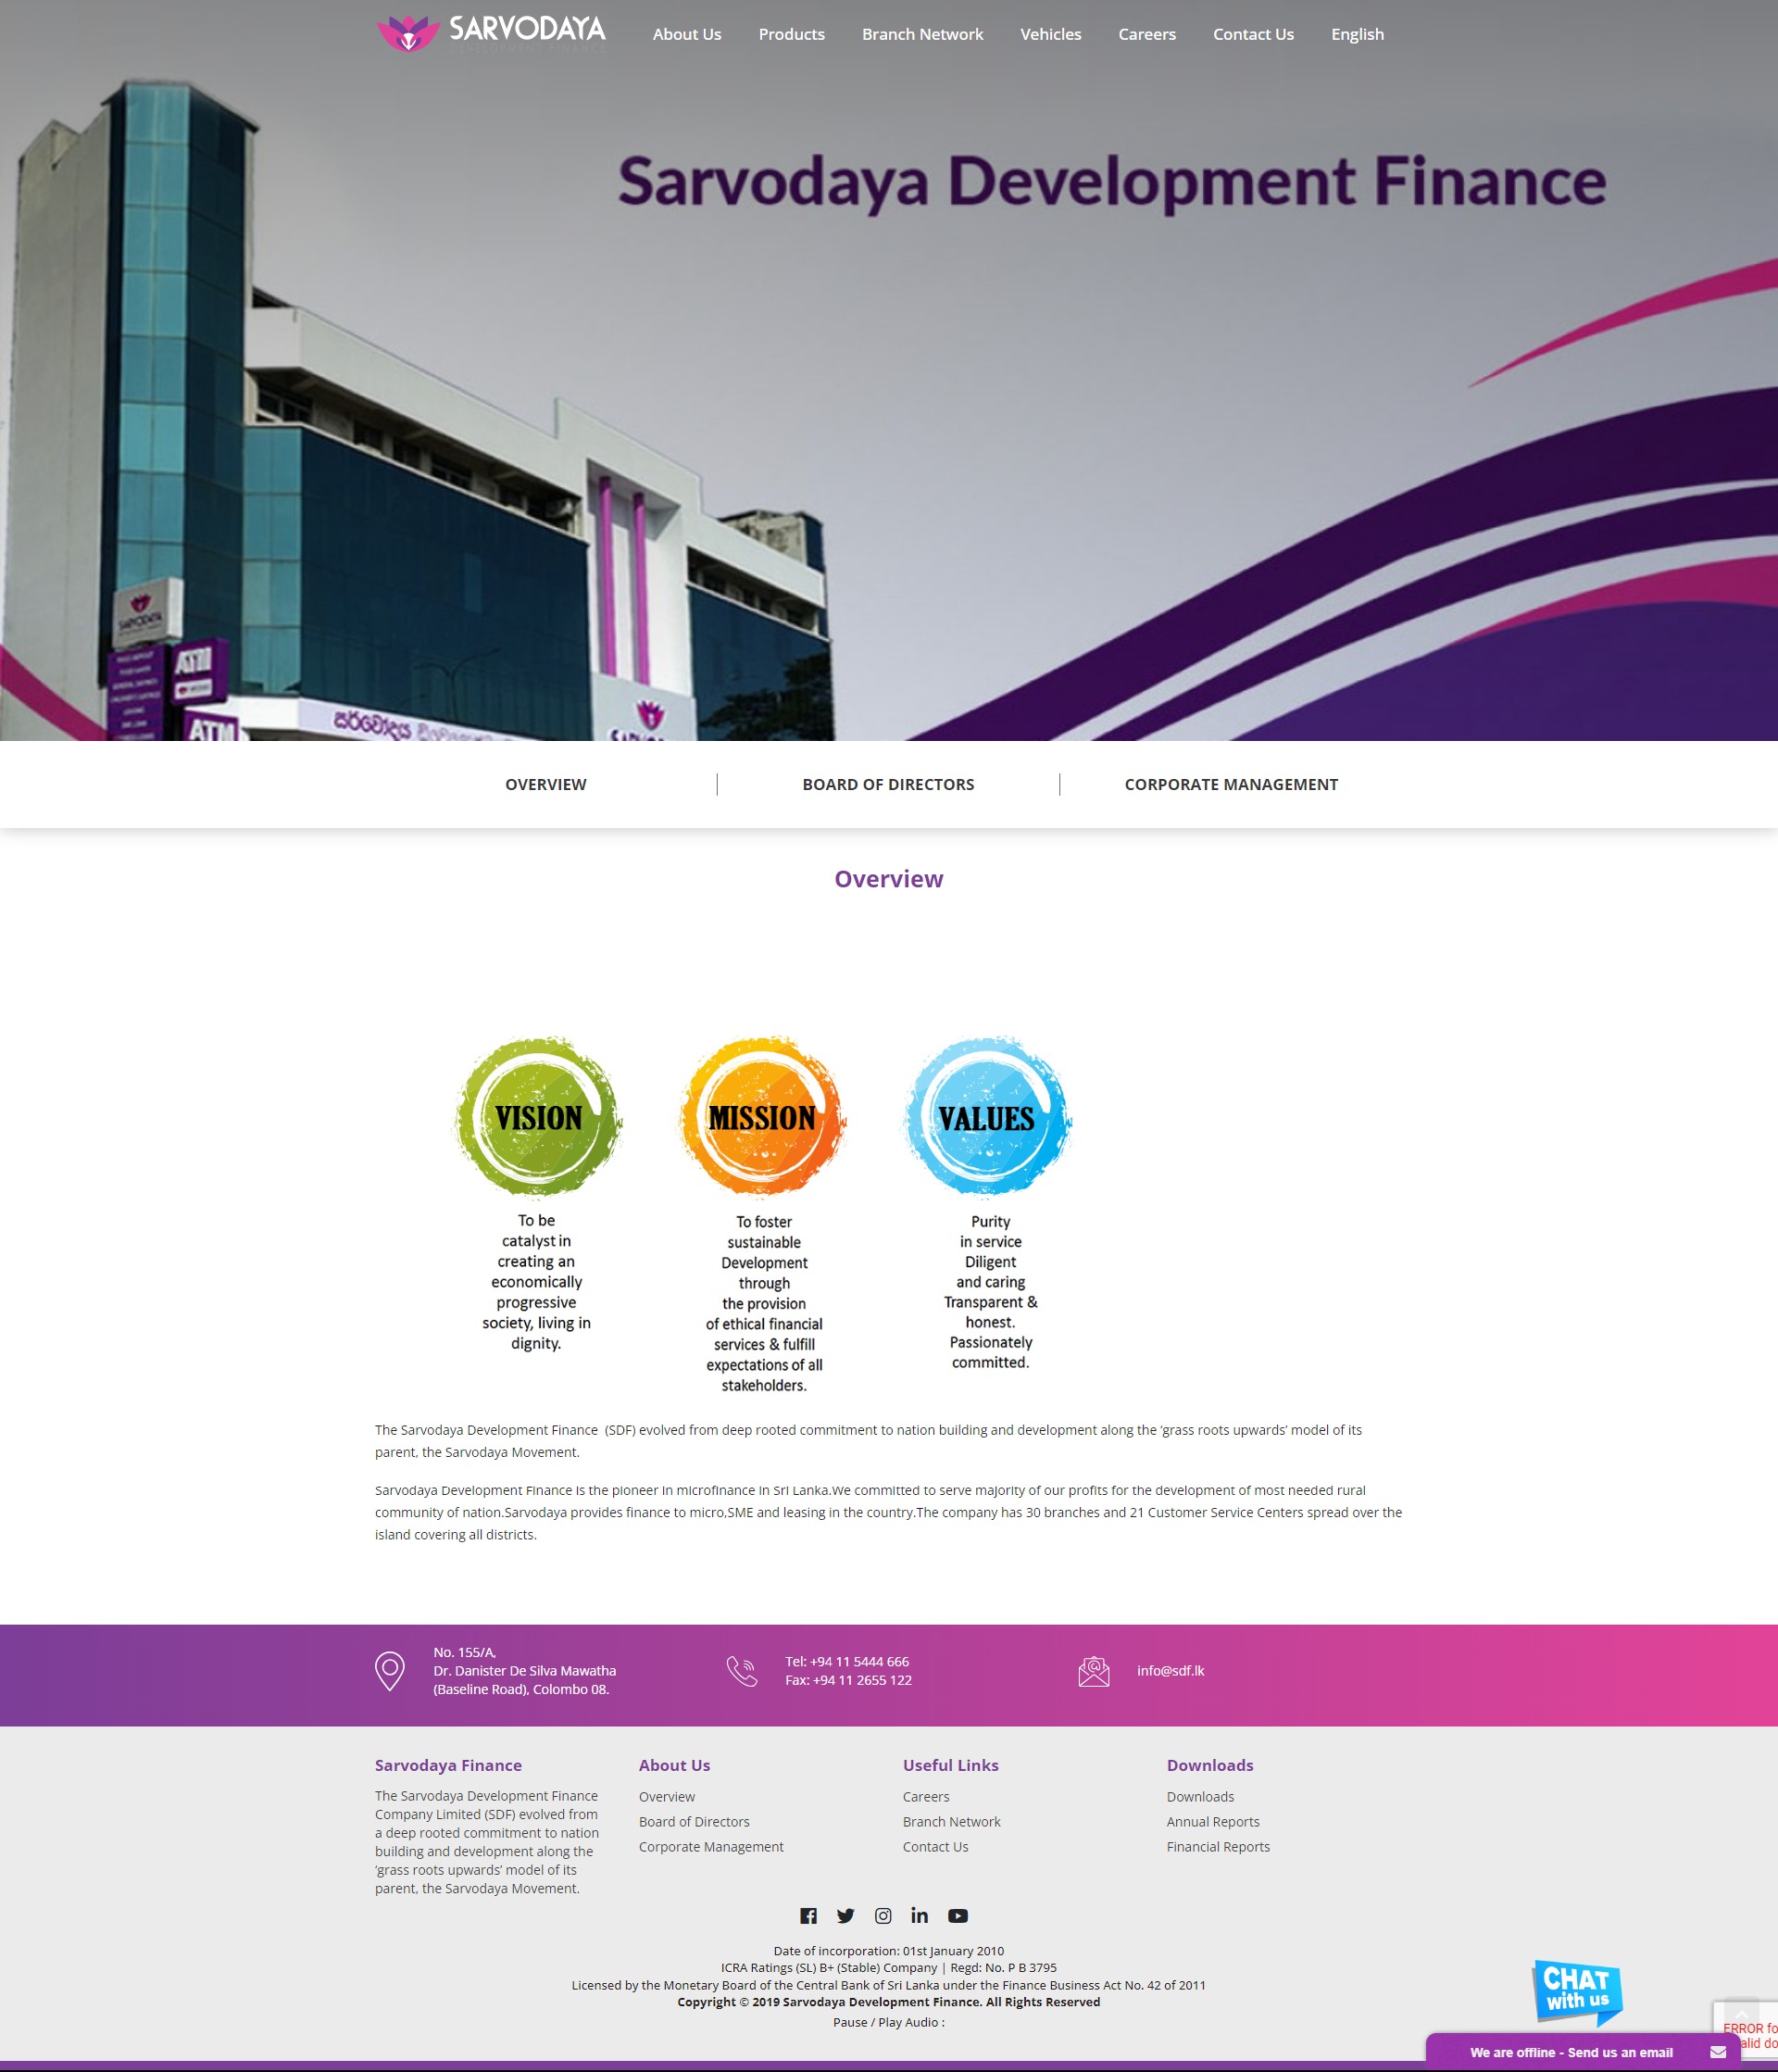 SARVODAYA
DEVELOPMENT FINANCE
About Us
Products
Branch Network
Vehicles
Careers
Contact Us
English
Sarvodaya Development Finance
SARVODAYA
ATM
ATM
සර්වෝදය
OVERVIEW
BOARD OF DIRECTORS
CORPORATE MANAGEMENT
Overview
VISION
To be
catalyst in
creating an
economically
progressive
society, living in
dignity.
MISSION
To foster
sustainable
Development
through
the provision
of ethical financial
services & fulfill
expectations of all
stakeholders.
VALUES
Purity
in service
Diligent
and caring
Transparent &
honest.
Passionately
committed.
The Sarvodaya Development Finance  (SDF) evolved from deep rooted commitment to nation building and development along the ‘grass roots upwards’ model of its
parent, the Sarvodaya Movement.
Sarvodaya Development Finance is the pioneer in microfinance in Sri Lanka.We committed to serve majority of our profits for the development of most needed rural
community of nation.Sarvodaya provides finance to micro,SME and leasing in the country.The company has 30 branches and 21 Customer Service Centers spread over the
island covering all districts.
No. 155/A,
Dr. Danister De Silva Mawatha
(Baseline Road), Colombo 08.
Tel: +94 11 5444 666
Fax: +94 11 2655 122
info@sdf.lk
Sarvodaya Finance
The Sarvodaya Development Finance
Company Limited (SDF) evolved from
a deep rooted commitment to nation
building and development along the
‘grass roots upwards’ model of its
parent, the Sarvodaya Movement.
About Us
Overview
Board of Directors
Corporate Management
Useful Links
Careers
Branch Network
Contact Us
Downloads
Downloads
Annual Reports
Financial Reports
Date of incorporation: 01st January 2010
ICRA Ratings (SL) B+ (Stable) Company | Regd: No. P B 3795
Licensed by the Monetary Board of the Central Bank of Sri Lanka under the Finance Business Act No. 42 of 2011
Copyright © 2019 Sarvodaya Development Finance. All Rights Reserved
Pause / Play Audio :
CHAT
with us
ERROR fo
alid do
We are offline - Send us an email